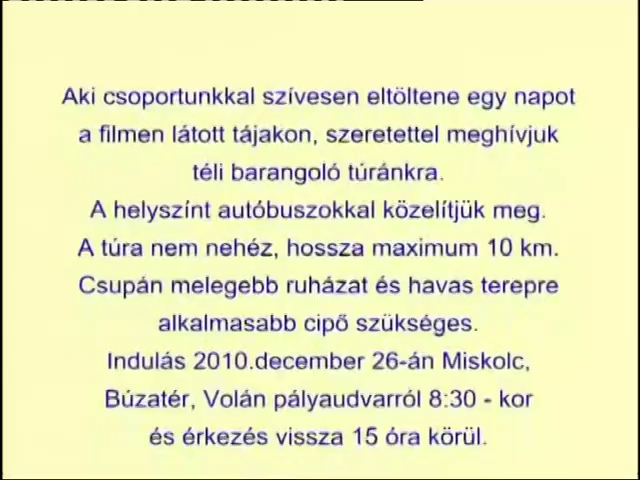 Aki csoportunkkal szívesen eltöltene egy napot
a filmen látott tájakon, szeretettel meghívjuk
téli barangoló túránkra.
A helyszínt autóbuszokkal közelítjük meg.
A túra nem nehéz, hossza maximum 10 km.
Csupán melegebb ruházat és havas terepre
alkalmasabb cipő szükséges.
Indulás 2010.december 26-án Miskolc,
Búzatér, Volán pályaudvarról 8:30 - kor
és érkezés vissza 15 óra körül.